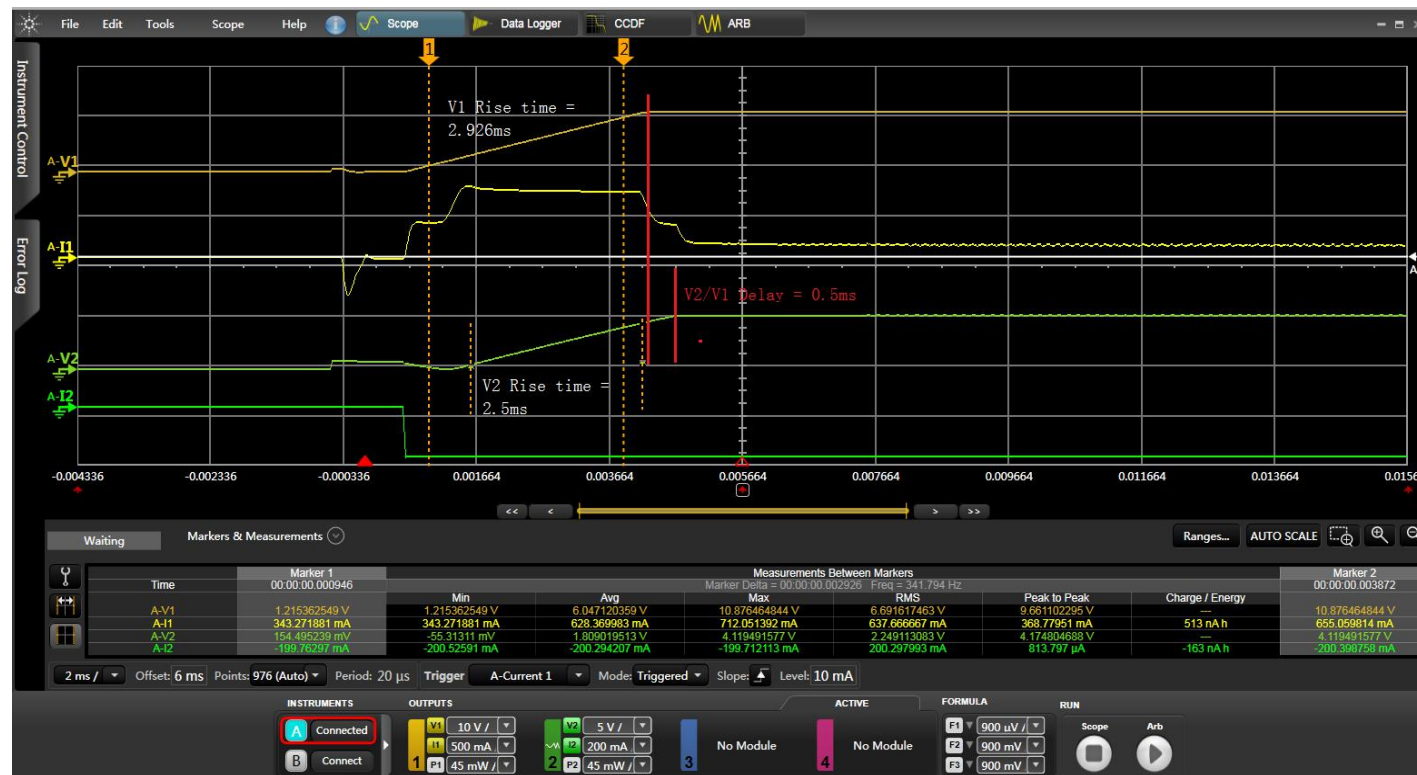 File Edit Tools Scope Help Scope Data Logger CCDF ARB
Instrument Control
Error Log
1 2
V1 Rise time =
2.926ms
A-V1
A-I1
A
V2/V1 Delay = 0.5ms
A-V2
V2 Rise time =
2.5ms
A-I2
-0.004336 -0.002336 -0.000336 0.001664 0.003664 0.005664 0.007664 0.009664 0.011664 0.013664 0.0156
<< < > >>
Waiting Markers & Measurements Ranges... AUTO SCALE
Marker 1 Measurements Between Markers Marker 2
Time 00:00:00.000946 Marker Delta = 00:00:00.002926 Freq = 341.794 Hz 00:00:00.003872
Min Avg Max RMS Peak to Peak Charge / Energy
A-V1 1.215362549 V 1.215362549 V 6.047120359 V 10.876464844 V 6.691617463 V 9.661102295 V --- 10.876464844 V
A-I1 343.271881 mA 343.271881 mA 628.369983 mA 712.051392 mA 637.666667 mA 368.77951 mA 513 nA h 655.059814 mA
A-V2 154.495239 mV -55.31311 mV 1.809019513 V 4.119491577 V 2.249113083 V 4.174804688 V --- 4.119491577 V
A-I2 -199.76297 mA -200.52591 mA -200.294207 mA -199.712113 mA 200.297993 mA 813.797 µA -163 nA h -200.398758 mA
2 ms / Offset: 6 ms Points: 976 (Auto) Period: 20 µs Trigger A-Current 1 Mode: Triggered Slope: Level: 10 mA
INSTRUMENTS OUTPUTS ACTIVE FORMULA RUN
A Connected V1 10 V / V2 5 V / F1 900 uV / Scope Arb
I1 500 mA I2 200 mA No Module No Module F2 900 mV
B Connect 1 P1 45 mW / 2 P2 45 mW / 3 4 F3 900 mV